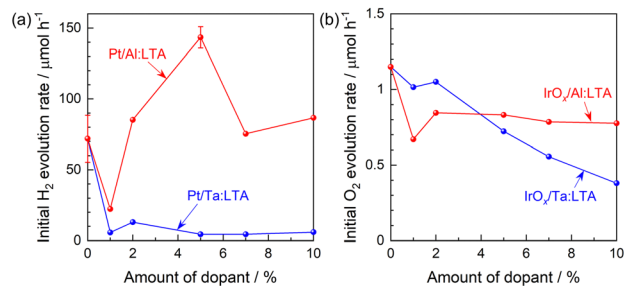 (a)
150
100
50
0
Initial H₂ evolution rate / μmol h⁻¹
Pt/Al:LTA
Pt/Ta:LTA
0 2 4 6 8 10
Amount of dopant / %
(b)
1.5
1
0.5
0
Initial O₂ evolution rate / μmol h⁻¹
IrOₓ/Al:LTA
IrOₓ/Ta:LTA
0 2 4 6 8 10
Amount of dopant / %